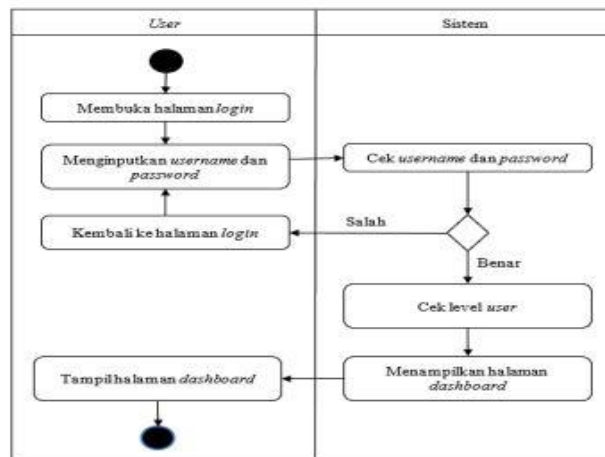 User
Sistem
Membuka halaman login
Menginputkan username dan
password
Cek username dan password
Salah
Kembali ke halaman login
Benar
Cek level user
Tampil halaman dashboard
Menampilkan halaman
dashboard